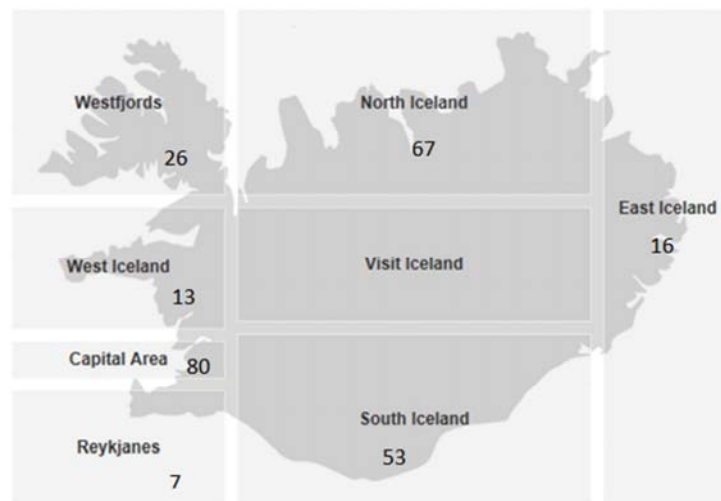 Westfjords
26
North Iceland
67
East Iceland
16
West Iceland
13
Visit Iceland
Capital Area
80
South Iceland
53
Reykjanes
7